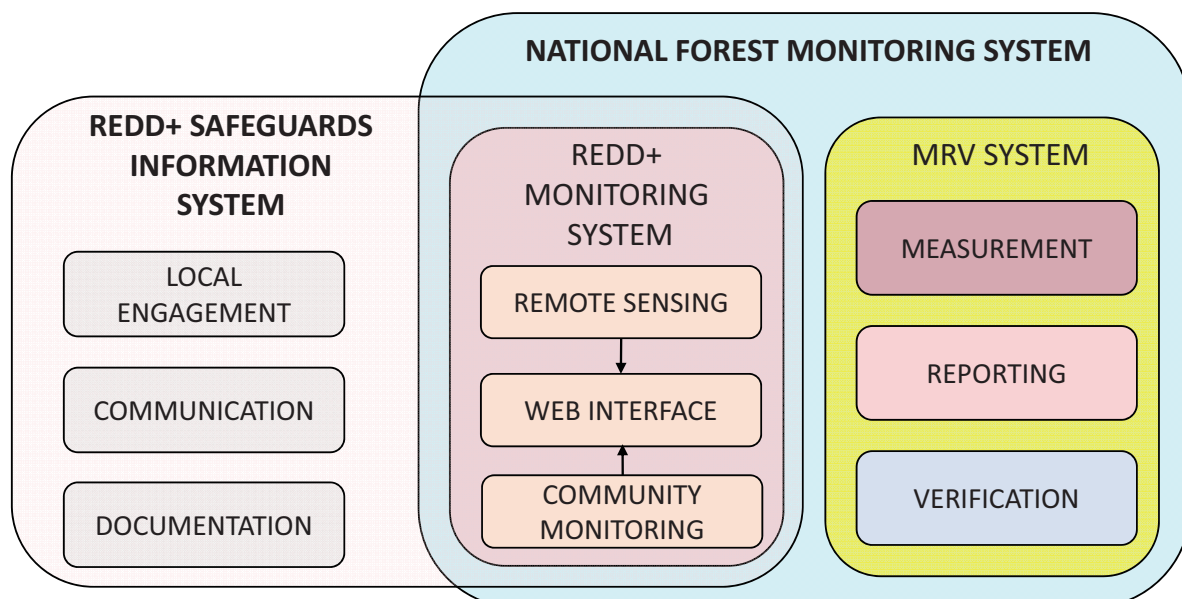 NATIONAL FOREST MONITORING SYSTEM
REDD+ SAFEGUARDS
INFORMATION
SYSTEM
LOCAL
ENGAGEMENT
COMMUNICATION
DOCUMENTATION
REDD+
MONITORING
SYSTEM
REMOTE SENSING
WEB INTERFACE
COMMUNITY
MONITORING
MRV SYSTEM
MEASUREMENT
REPORTING
VERIFICATION